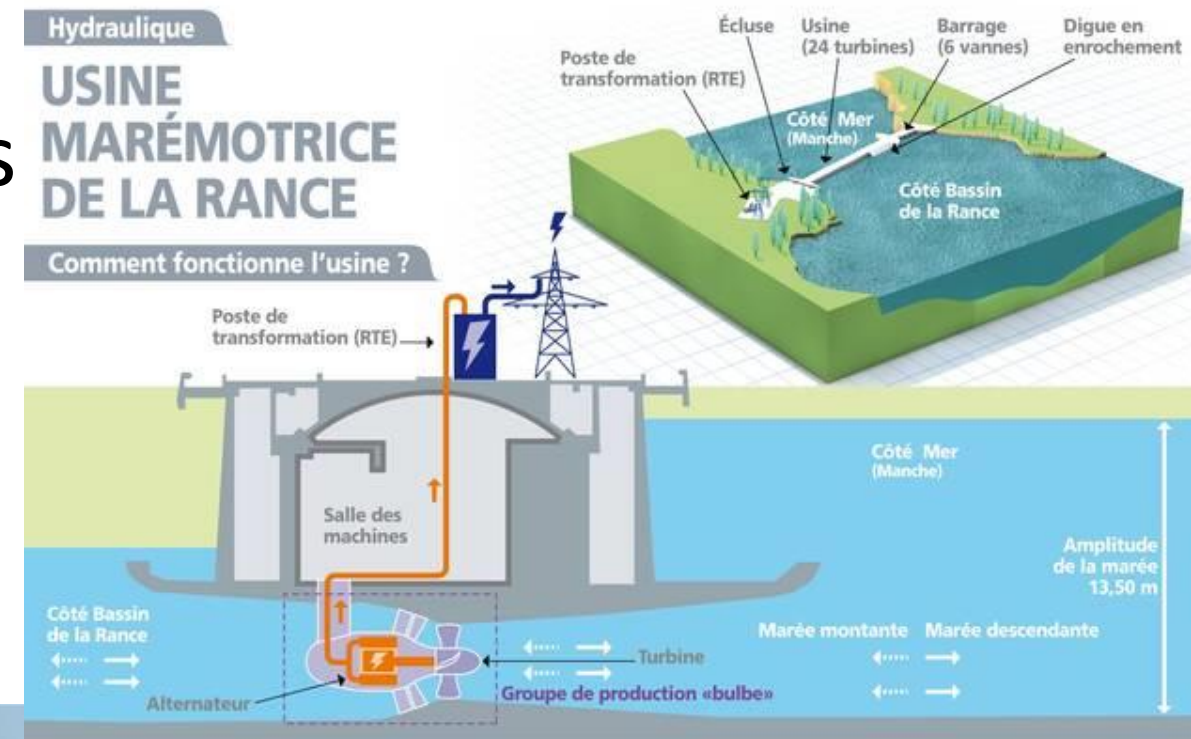 Hydraulique
USINE
MARÉMOTRICE
DE LA RANCE
s
Comment fonctionne l'usine ?
Écluse
Usine
(24 turbines)
Barrage
(6 vannes)
Digue en
enrochement
Poste de
transformation (RTE)
Côté Mer
(Manche)
Côté Bassin
de la Rance
Poste de
transformation (RTE)
Salle des
machines
Côté Mer
(Manche)
Amplitude
de la marée
13,50 m
Côté Bassin
de la Rance
Marée montante Marée descendante
Turbine
Alternateur
Groupe de production «bulbe»